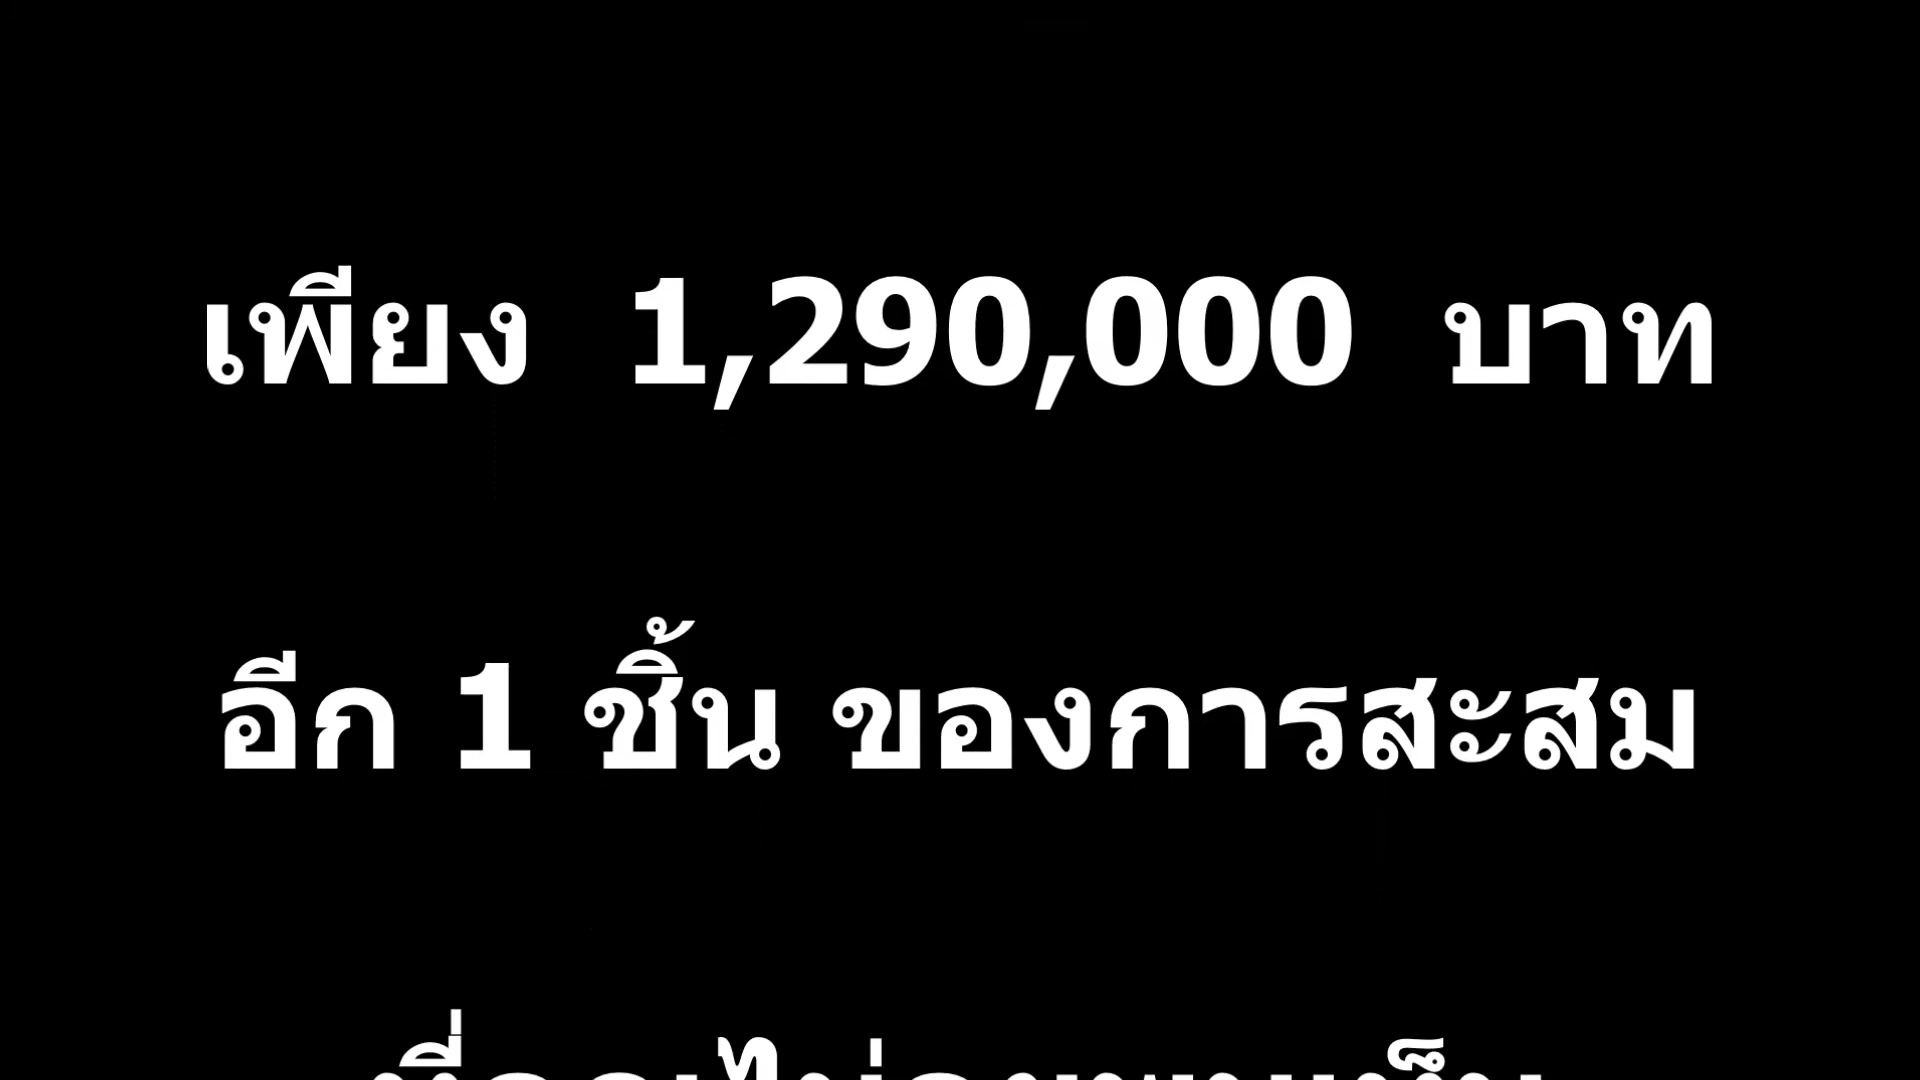 เพียง 1,290,000 บาท
อีก 1 ชิ้น ของการสะสม